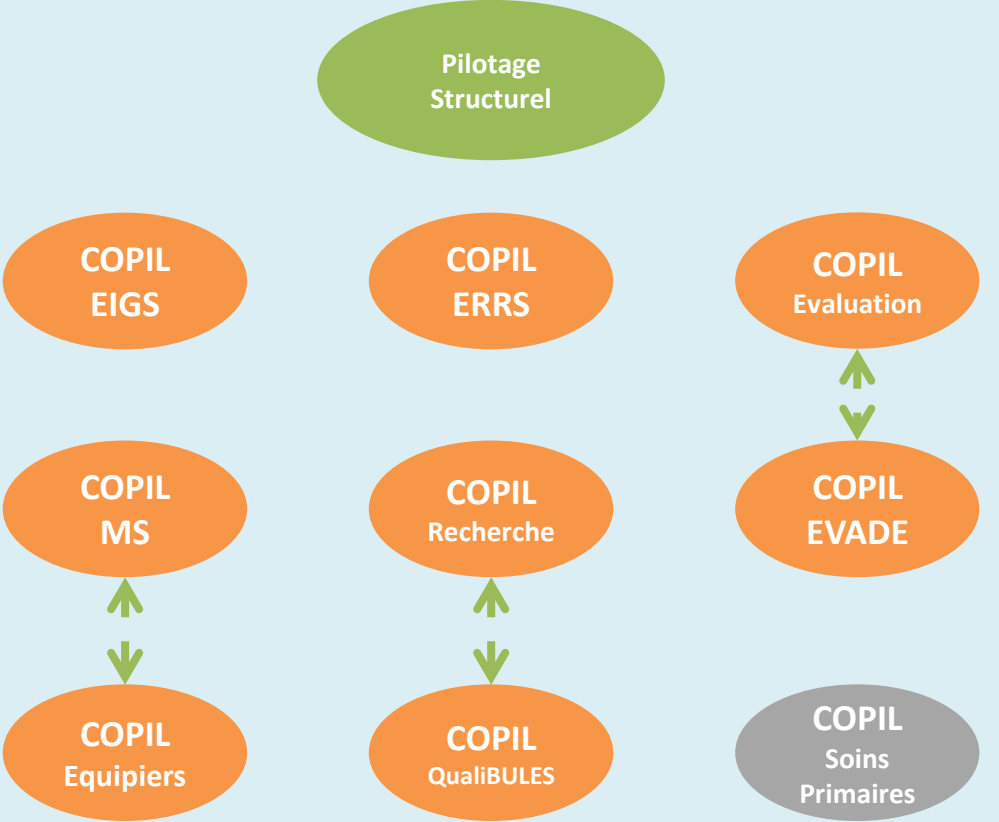 Pilotage
Structurel
COPIL
EIGS
COPIL
ERRS
COPIL
Evaluation
COPIL
MS
COPIL
Recherche
COPIL
EVADE
COPIL
Equipiers
COPIL
QualiBULES
COPIL
Soins
Primaires